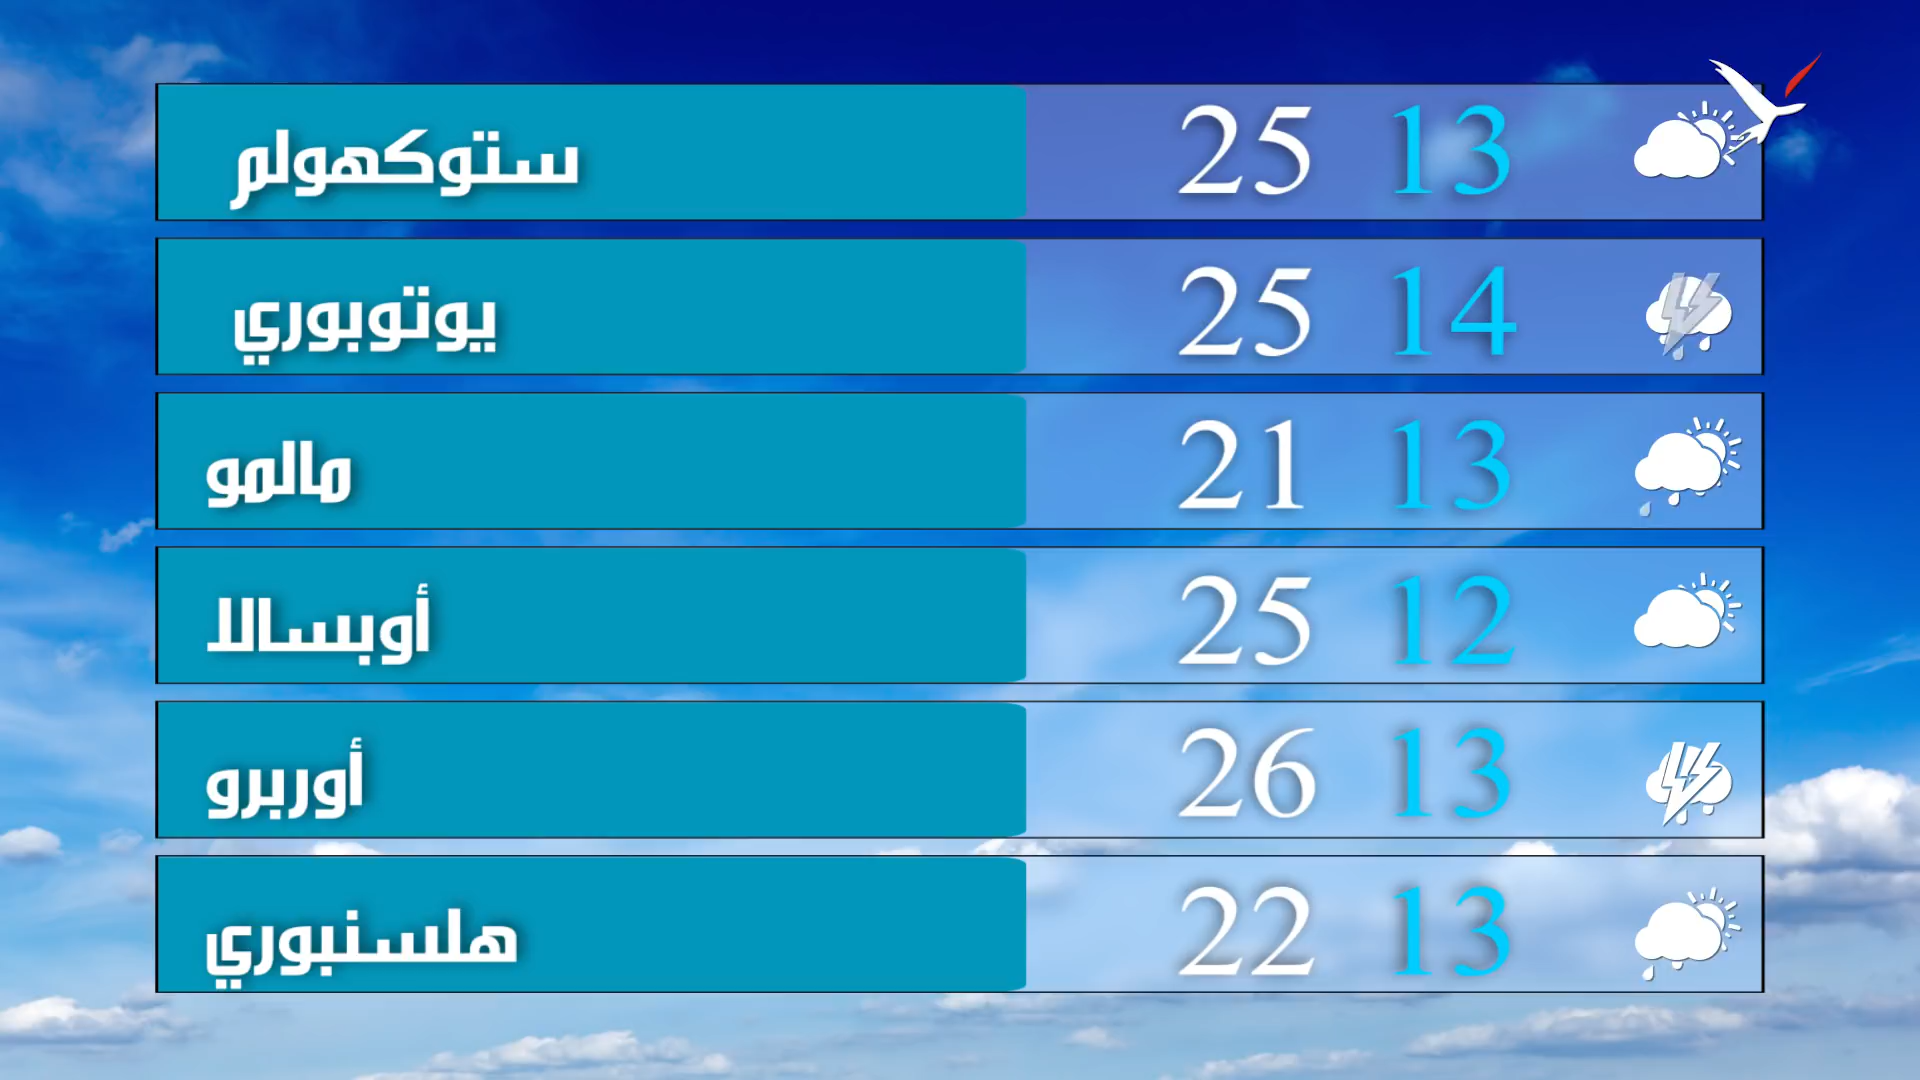 ستوكهولم 25 13
يوتوبوري 25 14
مالمو 21 13
أوبسالا 25 12
أوربرو 26 13
هلسنبوري 22 13